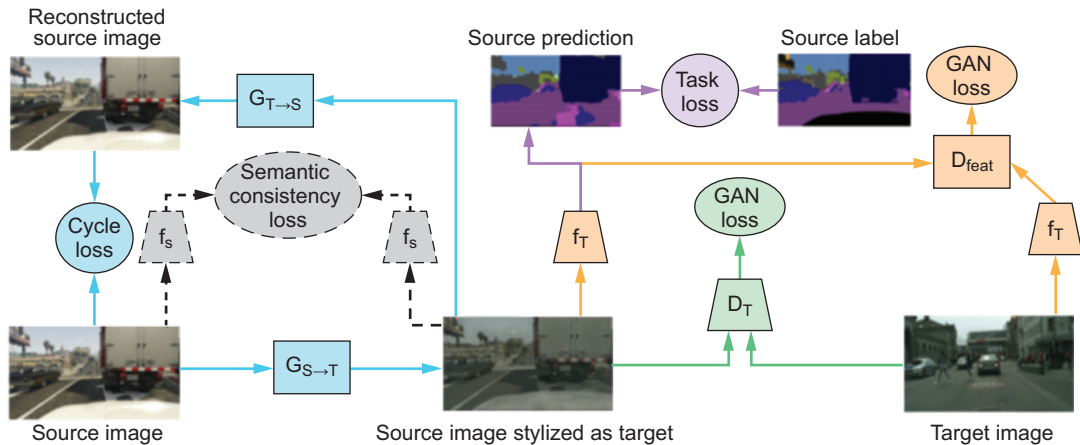 Reconstructed
source image
G_T→S
Source prediction
Source label
Task
loss
GAN
loss
D_feat
Semantic
consistency
loss
Cycle
loss
f_s
f_s
GAN
loss
f_T
f_T
D_T
G_S→T
Source image
Source image stylized as target
Target image